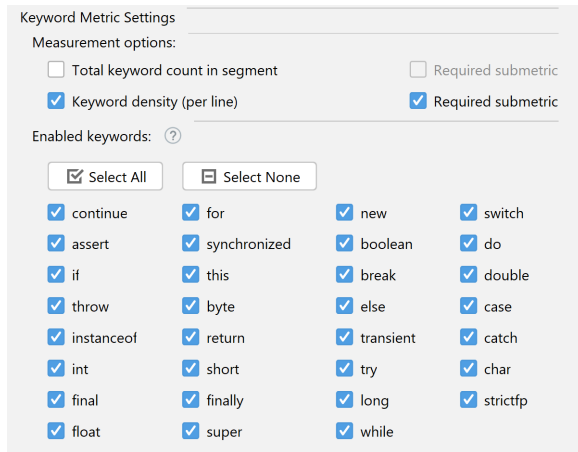 Keyword Metric Settings
Measurement options:
Total keyword count in segment Required submetric
Keyword density (per line) Required submetric
Enabled keywords: ?
Select All Select None
continue for new switch
assert synchronized boolean do
if this break double
throw byte else case
instanceof return transient catch
int short try char
final finally long strictfp
float super while